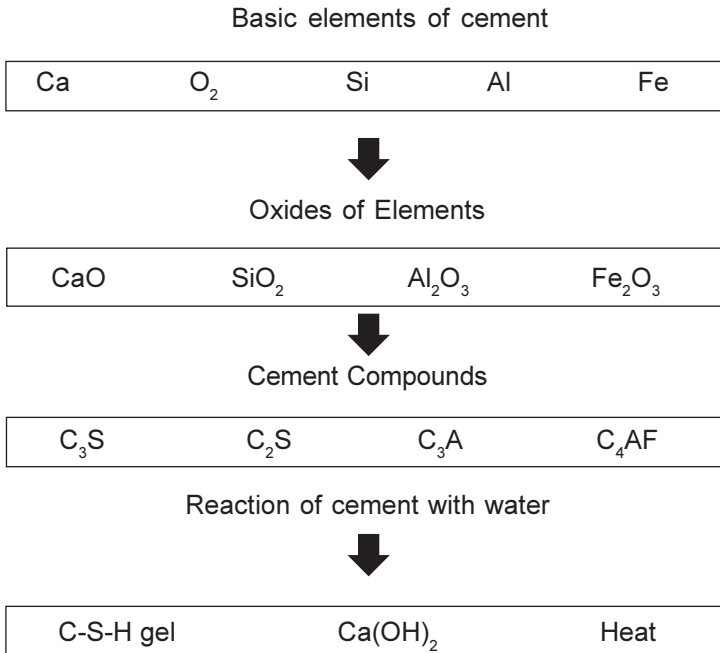 Basic elements of cement
Ca O₂ Si Al Fe
Oxides of Elements
CaO SiO₂ Al₂O₃ Fe₂O₃
Cement Compounds
C₃S C₂S C₃A C₄AF
Reaction of cement with water
C-S-H gel Ca(OH)₂ Heat